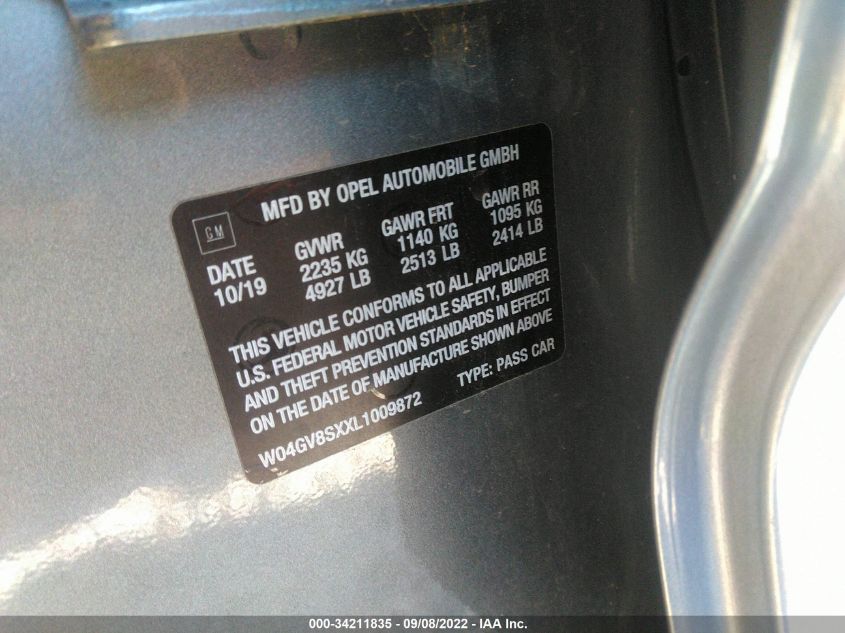 MFD BY OPEL AUTOMOBILE GMBH
GM
DATE GVWR GAWR FRT GAWR RR
10/19 2235 KG 1140 KG 1095 KG
4927 LB 2513 LB 2414 LB
THIS VEHICLE CONFORMS TO ALL APPLICABLE
U.S. FEDERAL MOTOR VEHICLE SAFETY, BUMPER
AND THEFT PREVENTION STANDARDS IN EFFECT
ON THE DATE OF MANUFACTURE SHOWN ABOVE
W04GV8SXXL1009872 TYPE: PASS CAR
000-34211835 - 09/08/2022 - IAA Inc.